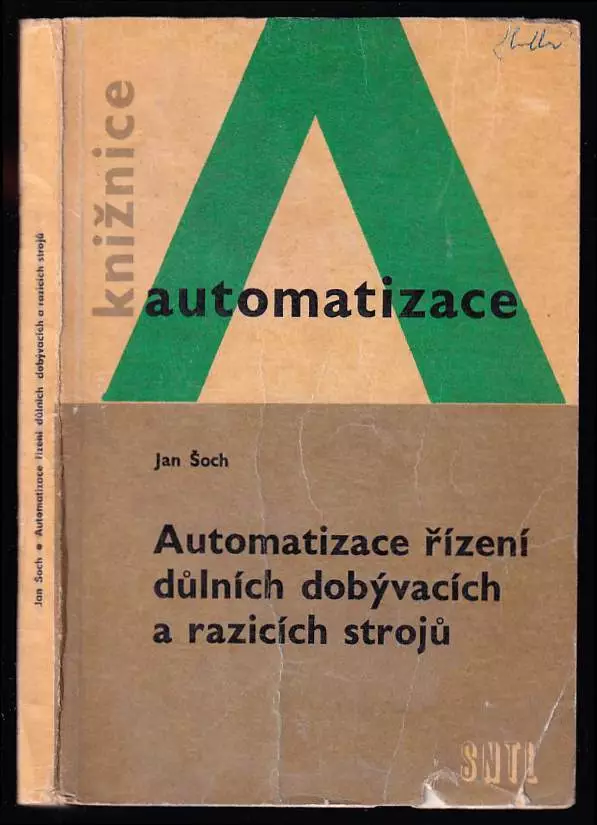 knižnice
automatizace
Jan Šoch
Automatizace řízení
důlních dobývacích
a razicích strojů
SNTL
Jan Šoch • Automatizace řízení důlních dobývacích a razicích strojů